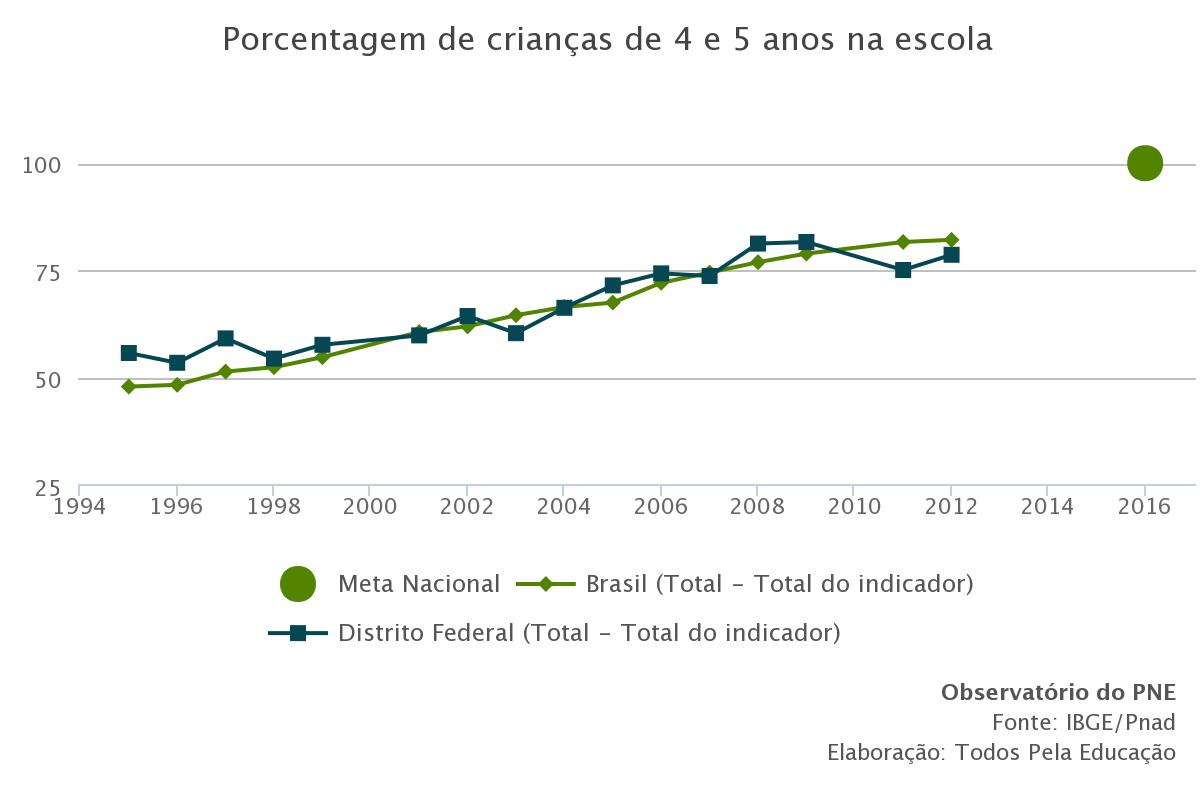 Porcentagem de crianças de 4 e 5 anos na escola
100
75
50
25
1994 1996 1998 2000 2002 2004 2006 2008 2010 2012 2014 2016
Meta Nacional Brasil (Total – Total do indicador)
Distrito Federal (Total – Total do indicador)
Observatório do PNE
Fonte: IBGE/Pnad
Elaboração: Todos Pela Educação